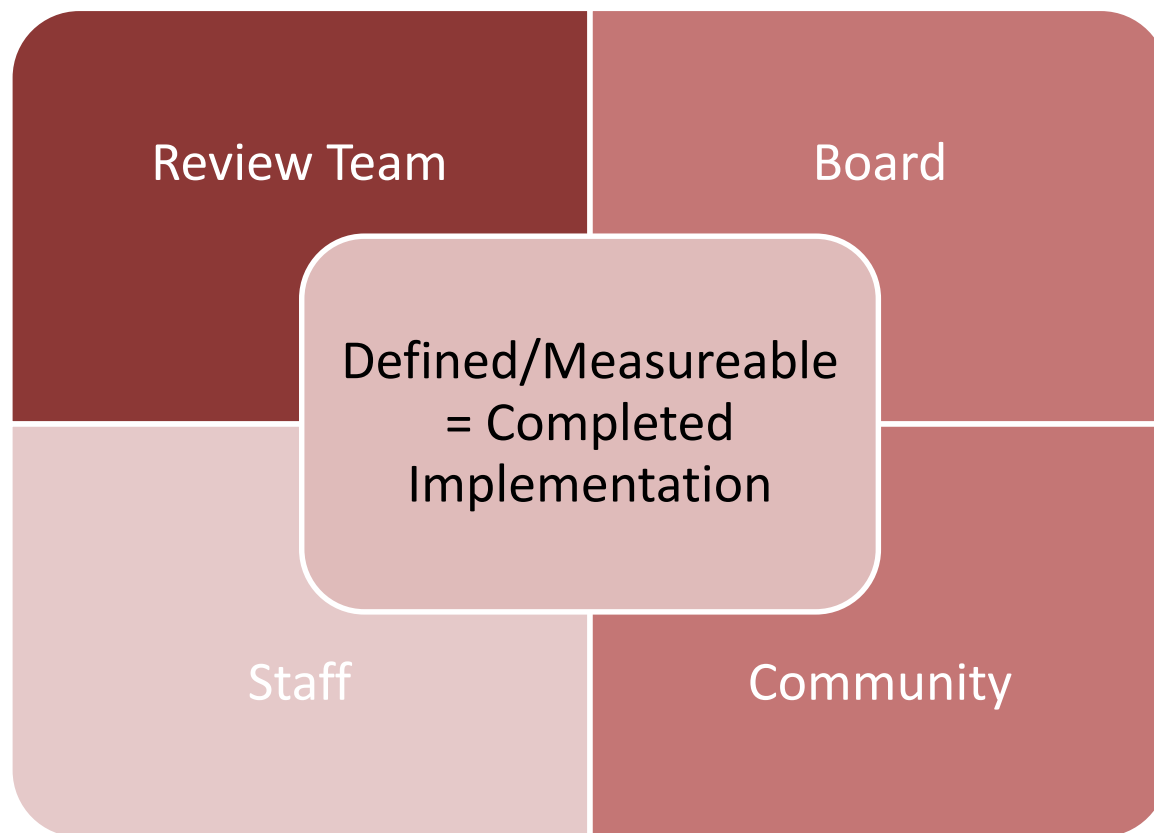 Review Team
Board
Defined/Measureable
= Completed
Implementation
Staff
Community